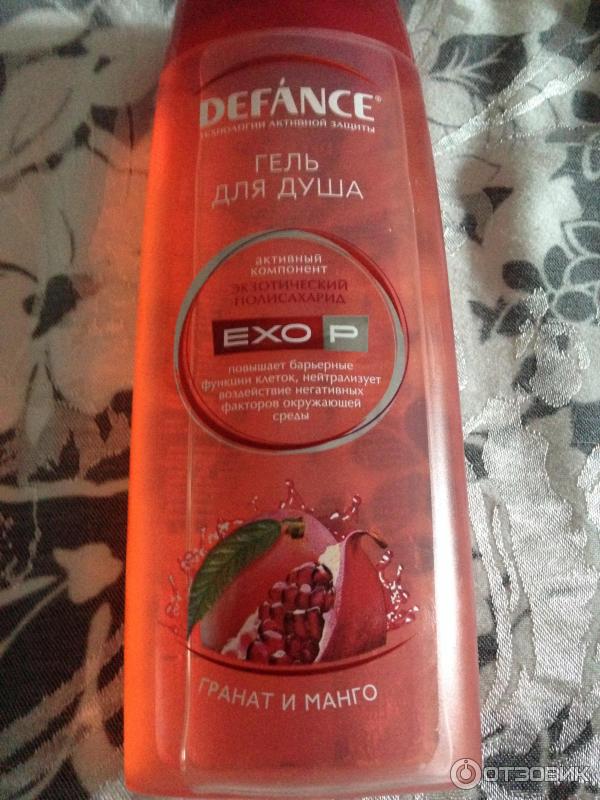 DEFÁNCE®
ТЕХНОЛОГИИ АКТИВНОЙ ЗАЩИТЫ
ГЕЛЬ
ДЛЯ ДУША
АКТИВНЫЙ
КОМПОНЕНТ
ЭКЗОТИЧЕСКИЙ
ПОЛИСАХАРИД
EXO P
повышает барьерные
функции клеток, нейтрализует
воздействие негативных
факторов окружающей
среды
ГРАНАТ И МАНГО
ОТЗОВИК